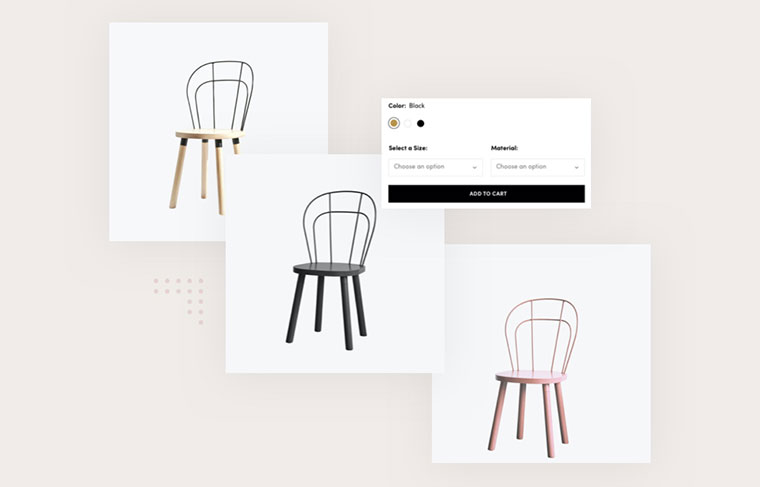 Color: Black
Select a Size: Material:
Choose an option Choose an option
ADD TO CART